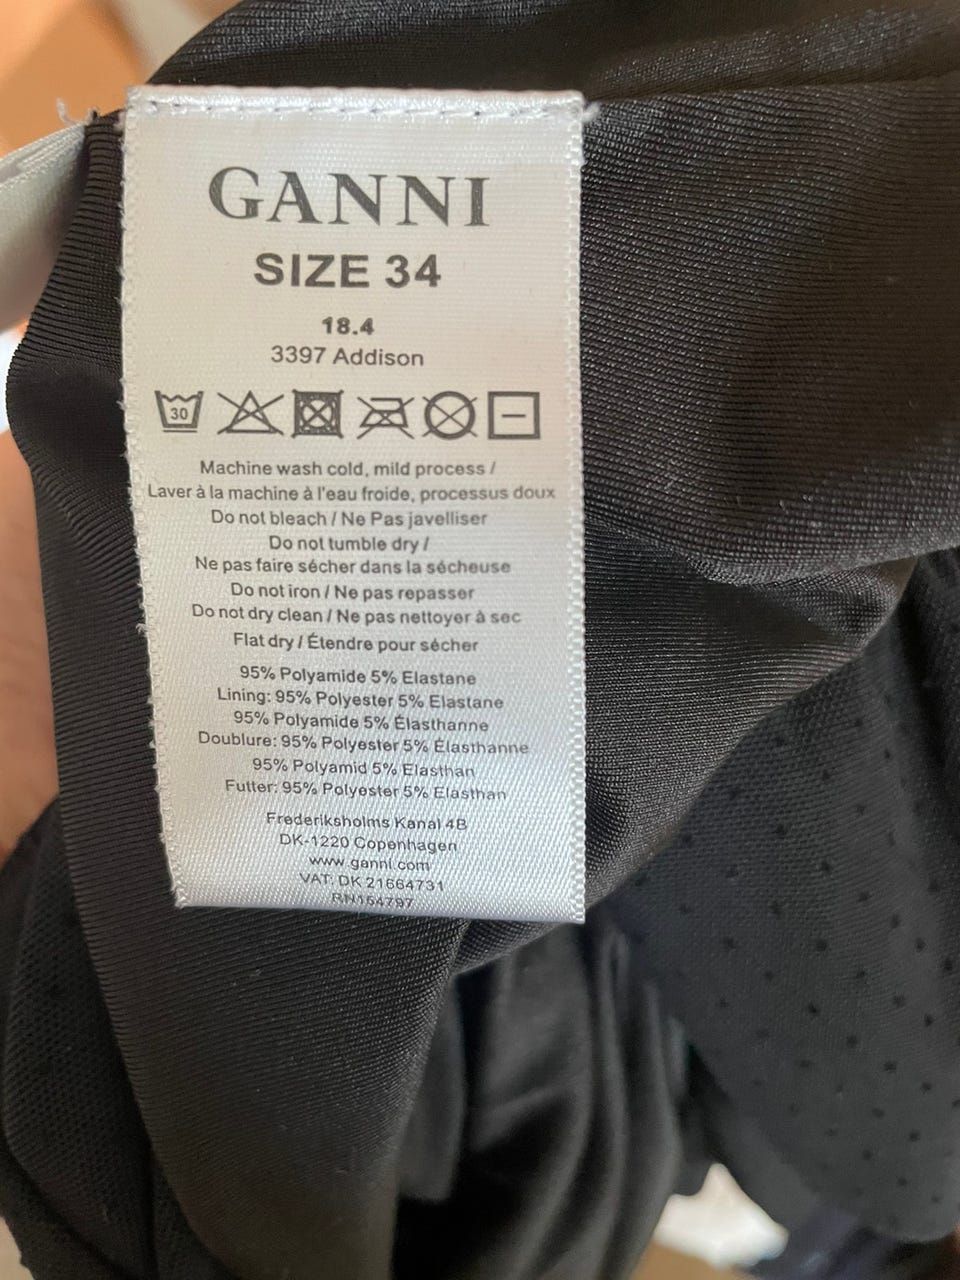 GANNI
SIZE 34
18.4
3397 Addison
30
Machine wash cold, mild process /
Laver à la machine à l'eau froide, processus doux
Do not bleach / Ne Pas javelliser
Do not tumble dry /
Ne pas faire sécher dans la sécheuse
Do not iron / Ne pas repasser
Do not dry clean / Ne pas nettoyer à sec
Flat dry / Étendre pour sécher
95% Polyamide 5% Elastane
Lining: 95% Polyester 5% Elastane
95% Polyamide 5% Élasthanne
Doublure: 95% Polyester 5% Élasthanne
95% Polyamid 5% Elasthan
Futter: 95% Polyester 5% Elasthan
Frederiksholms Kanal 4B
DK-1220 Copenhagen
www.ganni.com
VAT: DK 21664731
RN154797